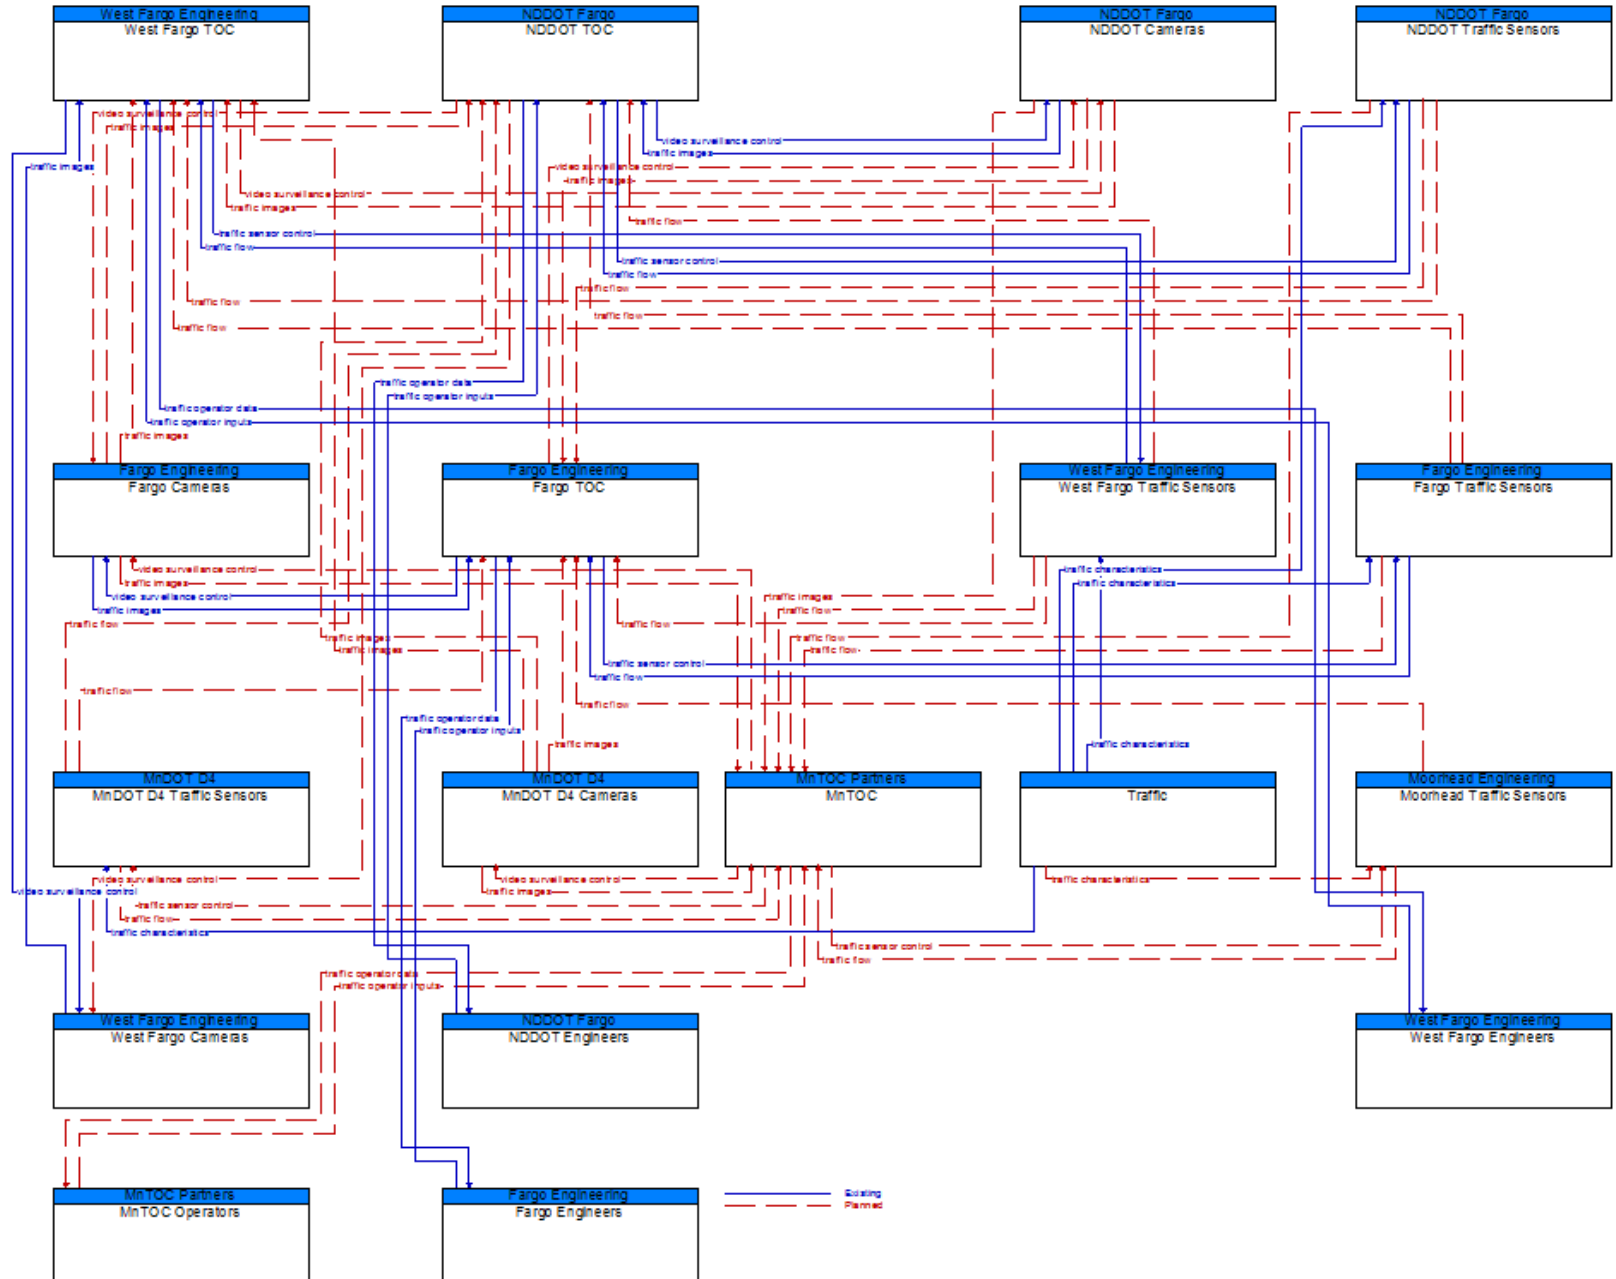 West Fargo Engineering
West Fargo TOC
NDDOT Fargo
NDDOT TOC
NDDOT Fargo
NDDOT Cameras
NDDOT Fargo
NDDOT Traffic Sensors
video surveillance control
traffic images
video surveillance control
traffic images
traffic images
video surveillance control
traffic images
video surveillance control
traffic images
traffic flow
traffic sensor control
traffic flow
traffic sensor control
traffic flow
traffic flow
traffic flow
traffic flow
traffic flow
traffic operator data
traffic operator inputs
traffic operator data
traffic operator inputs
traffic images
Fargo Engineering
Fargo Cameras
Fargo Engineering
Fargo TOC
West Fargo Engineering
West Fargo Traffic Sensors
Fargo Engineering
Fargo Traffic Sensors
video surveillance control
traffic images
video surveillance control
traffic images
traffic characteristics
traffic characteristics
traffic images
traffic flow
traffic flow
traffic flow
traffic images
traffic flow
traffic images
traffic flow
traffic sensor control
traffic flow
traffic flow
traffic flow
traffic operator data
traffic operator inputs
traffic images
traffic characteristics
MnDOT D4
MnDOT D4 Traffic Sensors
MnDOT D4
MnDOT D4 Cameras
MnTOC Partners
MnTOC
Traffic
Moorhead Engineering
Moorhead Traffic Sensors
video surveillance control
video surveillance control
video surveillance control
traffic images
traffic characteristics
traffic sensor control
traffic flow
traffic characteristics
traffic sensor control
traffic flow
traffic operator data
traffic operator inputs
West Fargo Engineering
West Fargo Cameras
NDDOT Fargo
NDDOT Engineers
West Fargo Engineering
West Fargo Engineers
MnTOC Partners
MnTOC Operators
Fargo Engineering
Fargo Engineers
Existing
Planned